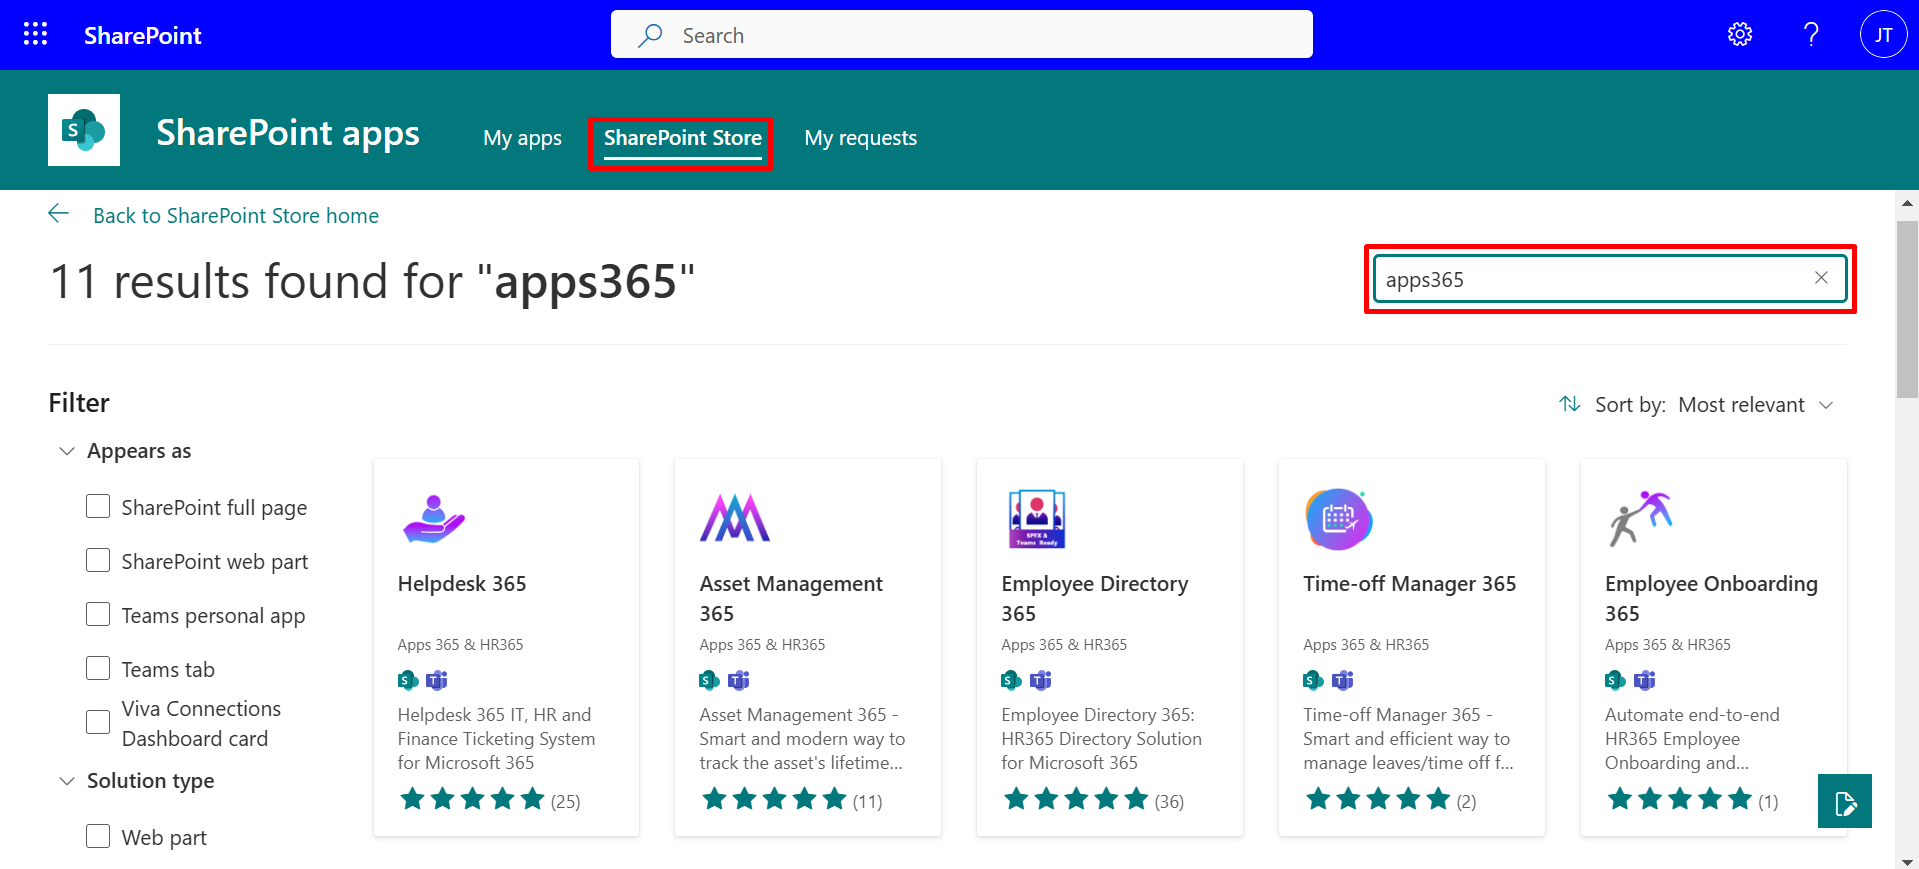 SharePoint
Search
JT
S
SharePoint apps
My apps
SharePoint Store
My requests
Back to SharePoint Store home
11 results found for "apps365"
apps365
Filter
Sort by: Most relevant
Appears as
SharePoint full page
SharePoint web part
Teams personal app
Teams tab
Viva Connections
Dashboard card
Solution type
Web part
Helpdesk 365
Apps 365 & HR365
Helpdesk 365 IT, HR and
Finance Ticketing System
for Microsoft 365
(25)
Asset Management
365
Apps 365 & HR365
Asset Management 365 -
Smart and modern way to
track the asset's lifetime...
(11)
SPFX &
Teams Ready
Employee Directory
365
Apps 365 & HR365
Employee Directory 365:
HR365 Directory Solution
for Microsoft 365
(36)
Time-off Manager 365
Apps 365 & HR365
Time-off Manager 365 -
Smart and efficient way to
manage leaves/time off f...
(2)
Employee Onboarding
365
Apps 365 & HR365
Automate end-to-end
HR365 Employee
Onboarding and...
(1)